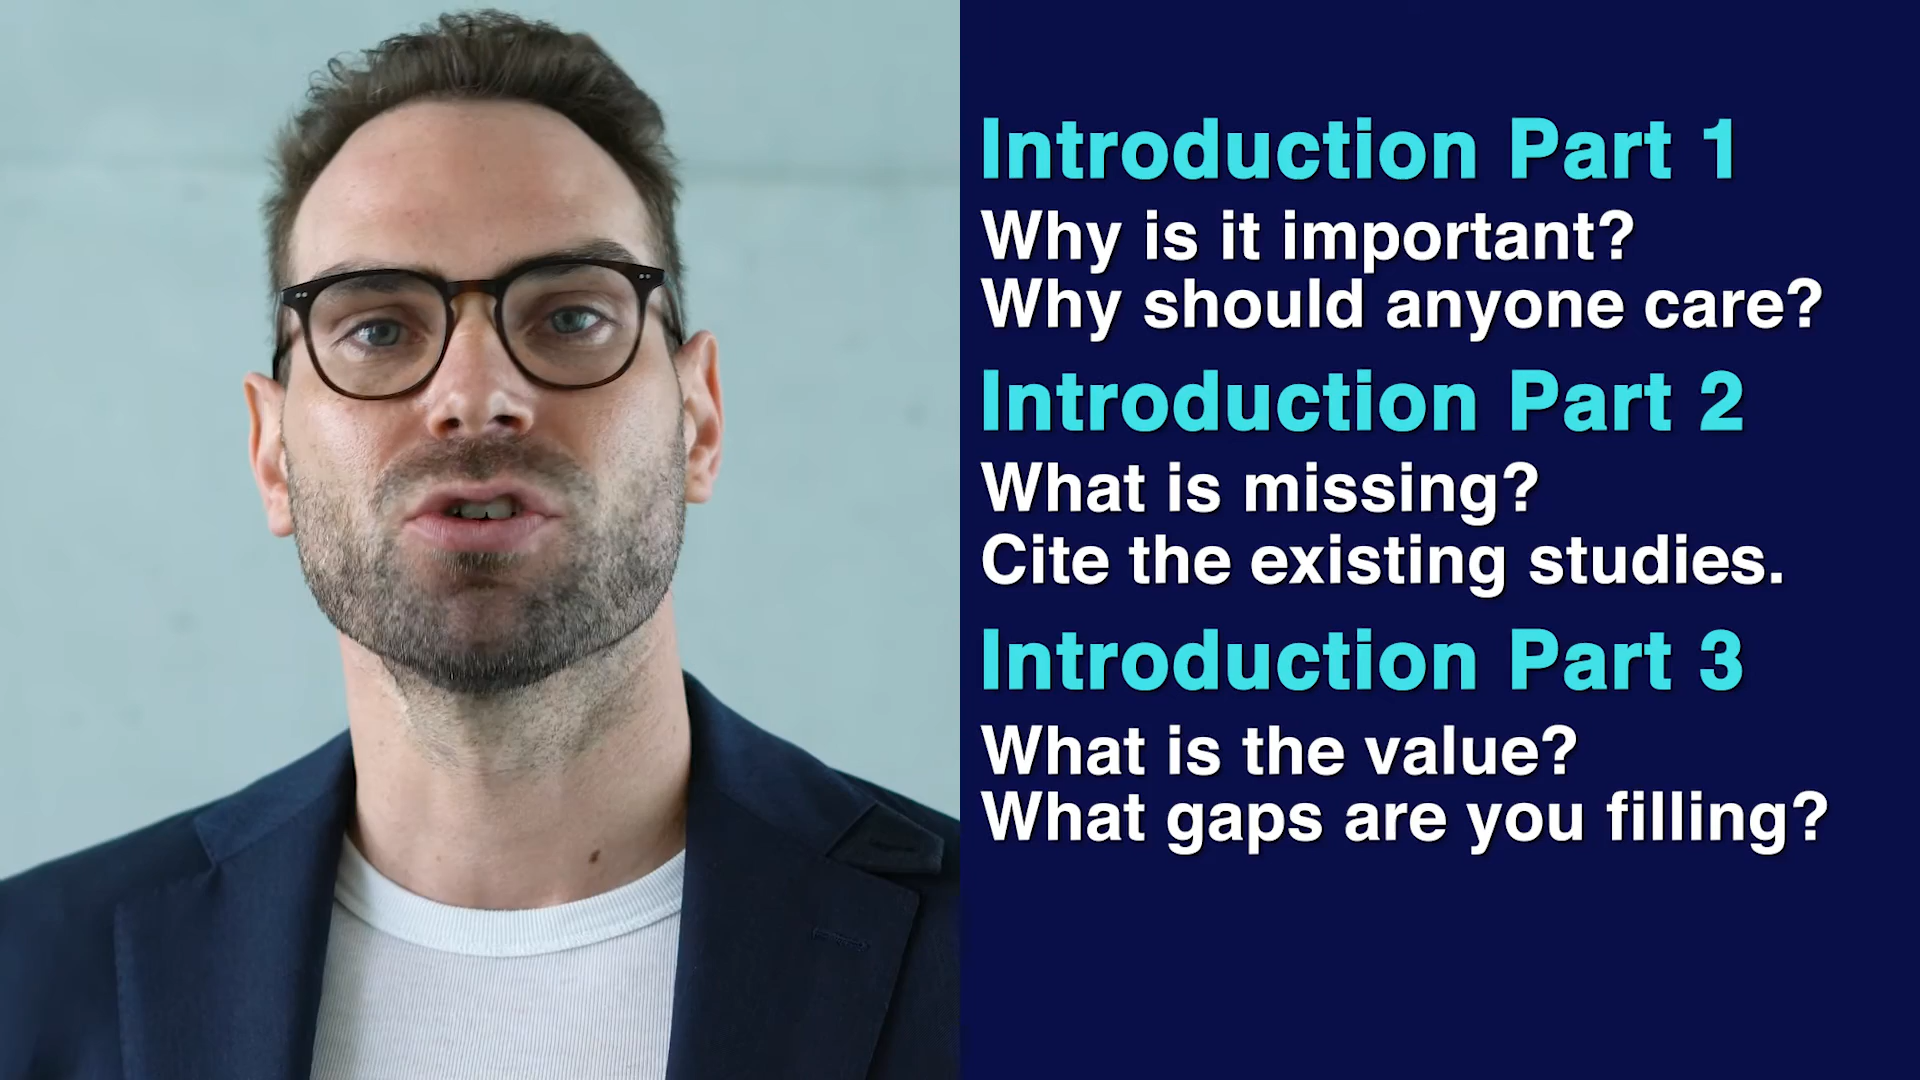 Introduction Part 1
Why is it important?
Why should anyone care?
Introduction Part 2
What is missing?
Cite the existing studies.
Introduction Part 3
What is the value?
What gaps are you filling?